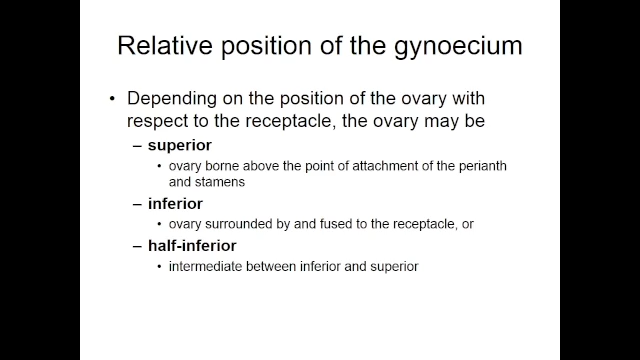 Relative position of the gynoecium
• Depending on the position of the ovary with
respect to the receptacle, the ovary may be
– superior
• ovary borne above the point of attachment of the perianth
and stamens
– inferior
• ovary surrounded by and fused to the receptacle, or
– half-inferior
• intermediate between inferior and superior